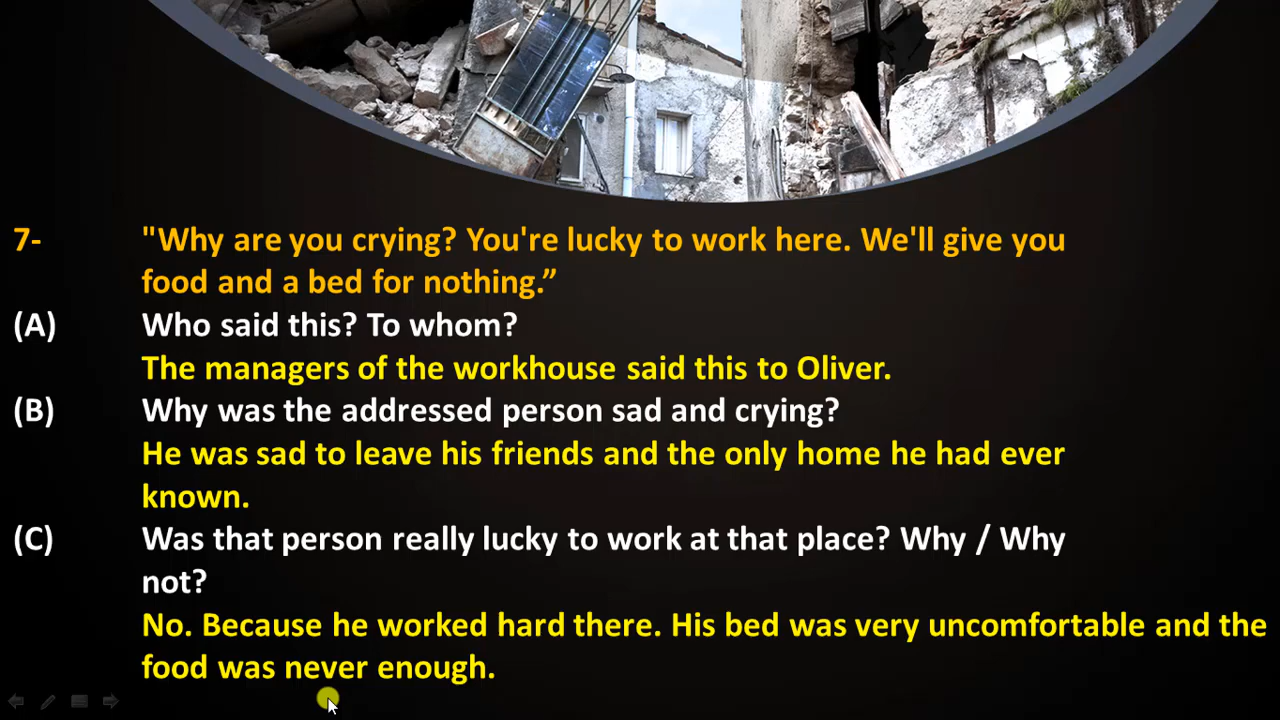 7- "Why are you crying? You're lucky to work here. We'll give you
food and a bed for nothing.”
(A) Who said this? To whom?
The managers of the workhouse said this to Oliver.
(B) Why was the addressed person sad and crying?
He was sad to leave his friends and the only home he had ever
known.
(C) Was that person really lucky to work at that place? Why / Why
not?
No. Because he worked hard there. His bed was very uncomfortable and the
food was never enough.